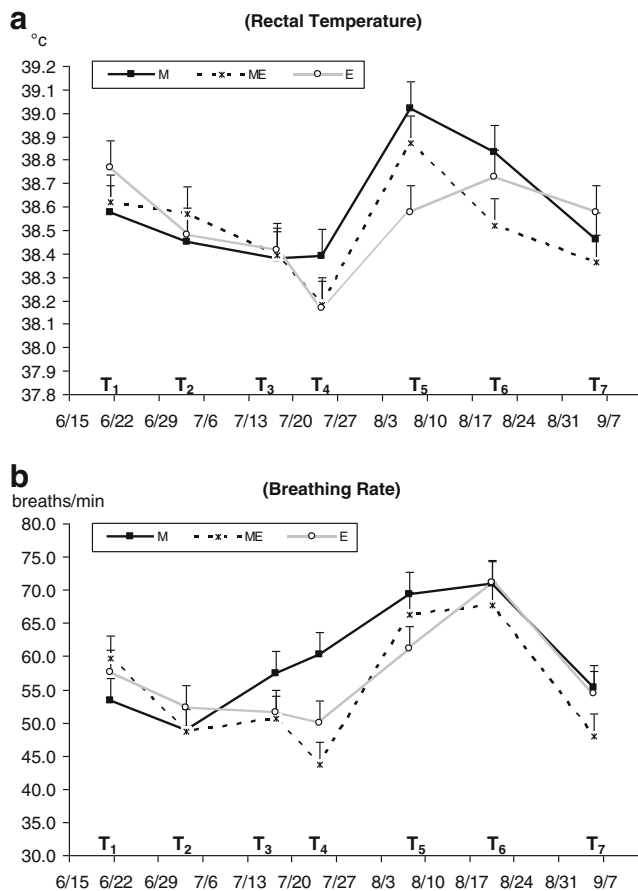 a
(Rectal Temperature)
°c
39.2
39.1
39.0
38.9
38.8
38.7
38.6
38.5
38.4
38.3
38.2
38.1
38.0
37.9
37.8
M ME E
T1 T2 T3 T4 T5 T6 T7
6/15 6/22 6/29 7/6 7/13 7/20 7/27 8/3 8/10 8/17 8/24 8/31 9/7
b
(Breathing Rate)
breaths/min
80.0
75.0
70.0
65.0
60.0
55.0
50.0
45.0
40.0
35.0
30.0
M ME E
T1 T2 T3 T4 T5 T6 T7
6/15 6/22 6/29 7/6 7/13 7/20 7/27 8/3 8/10 8/17 8/24 8/31 9/7